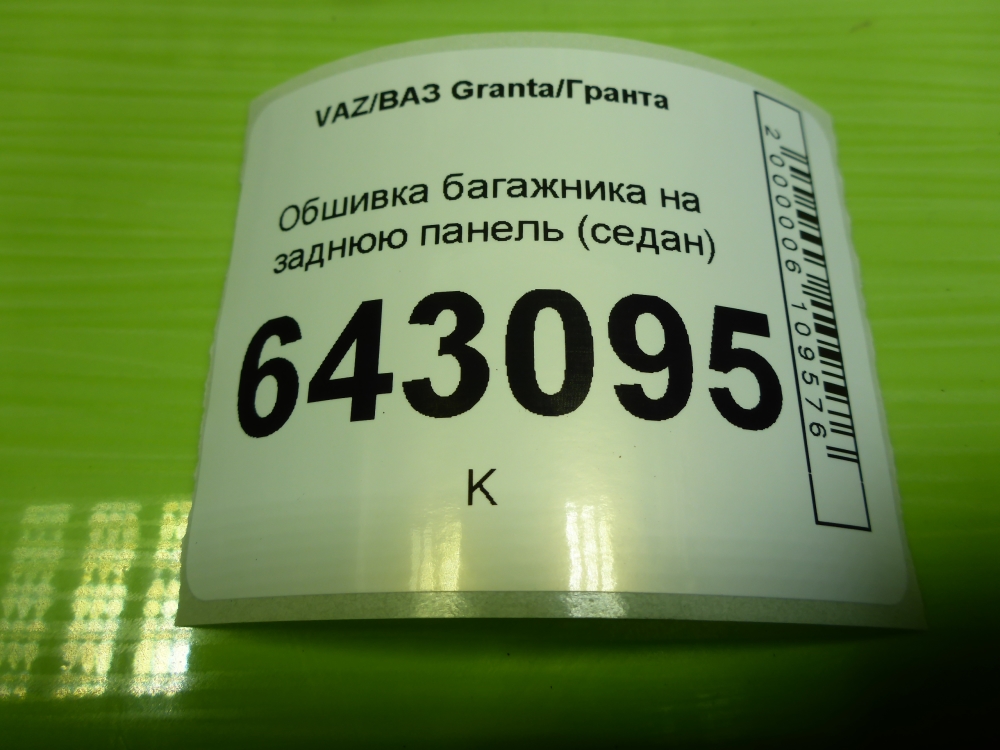 VAZ/ВАЗ Granta/Гранта
Обшивка багажника на
заднюю панель (седан)
643095
К
2000006109576